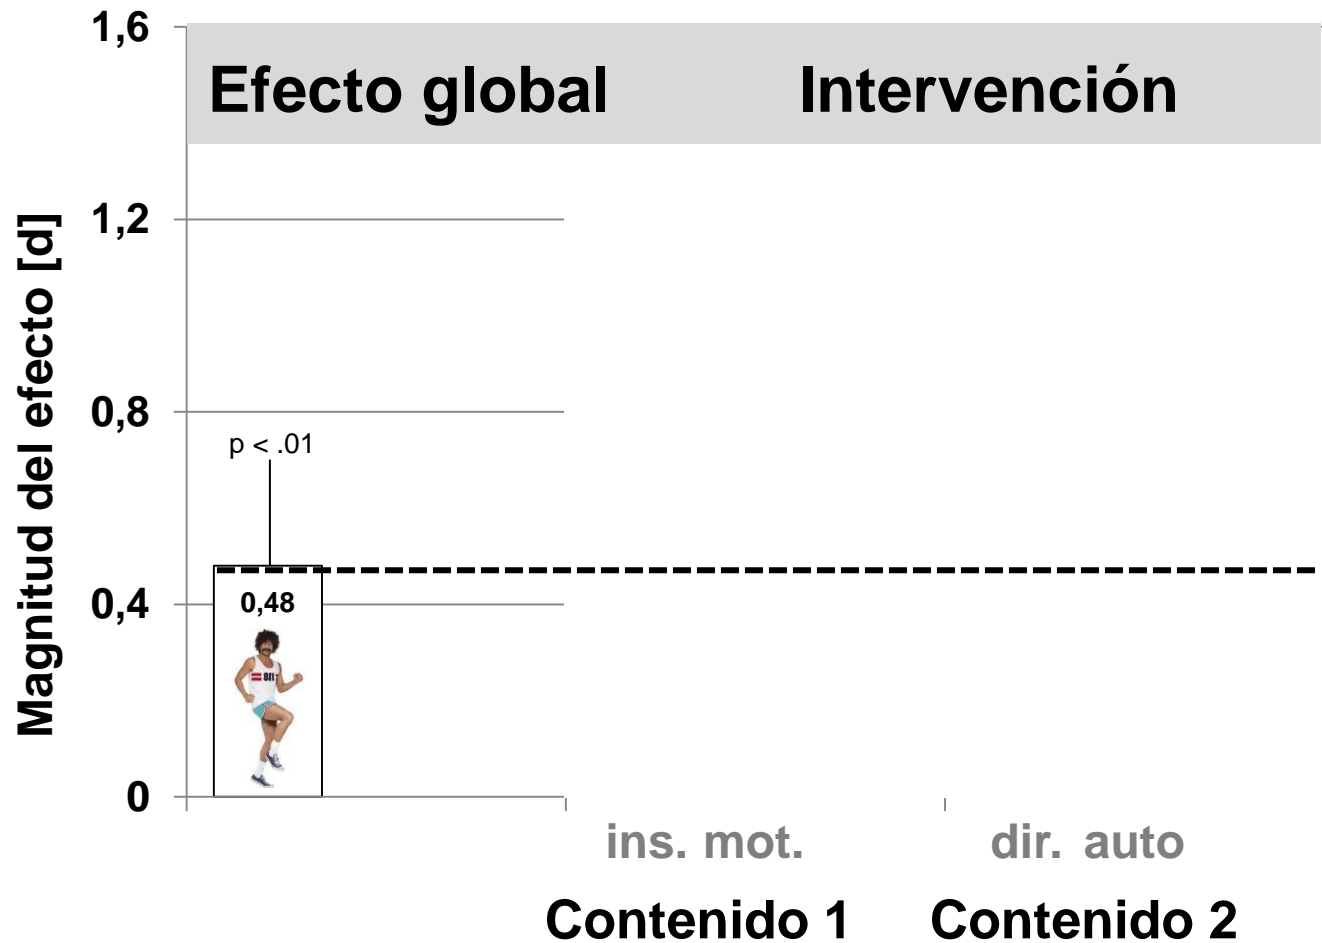 1,6
Efecto global Intervención
1,2
Magnitud del efecto [d]
0,8
p < .01
0,4
0,48
811
0
ins. mot. dir. auto
Contenido 1 Contenido 2